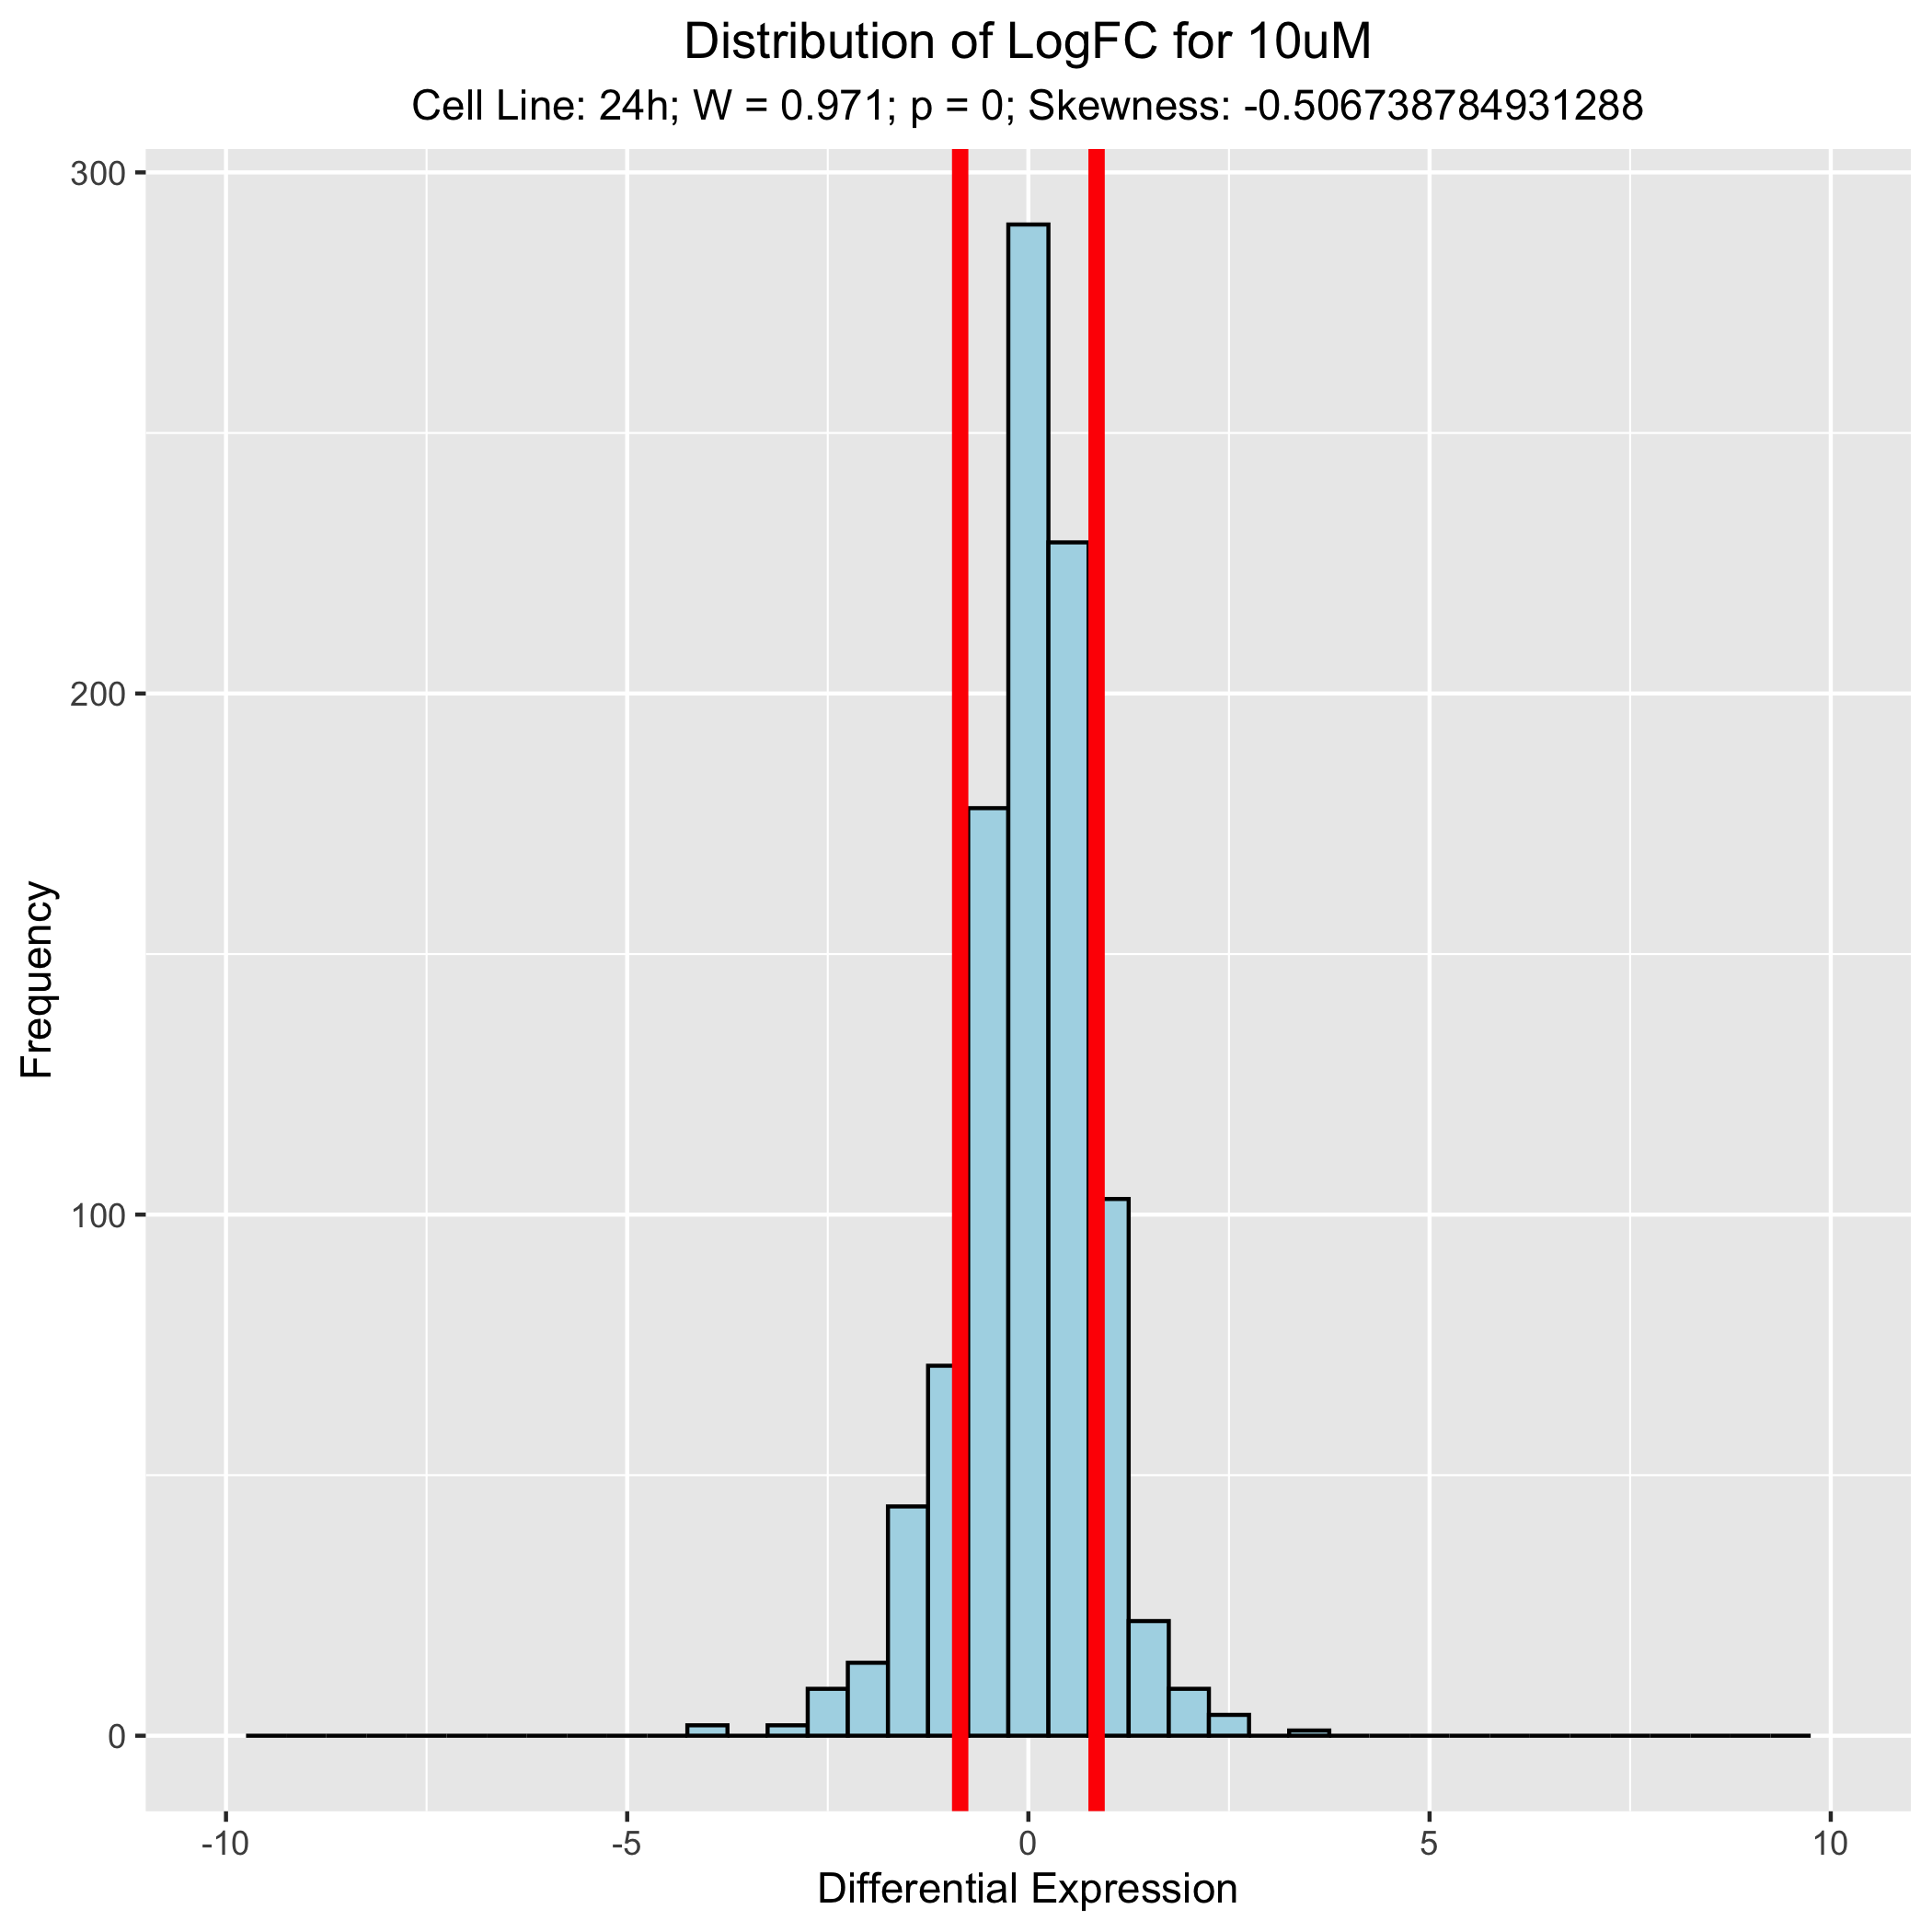 Distribution of LogFC for 10uM
Cell Line: 24h; W = 0.971; p = 0; Skewness: -0.506738784931288
300
200
100
0
Frequency
-10
-5
0
5
10
Differential Expression